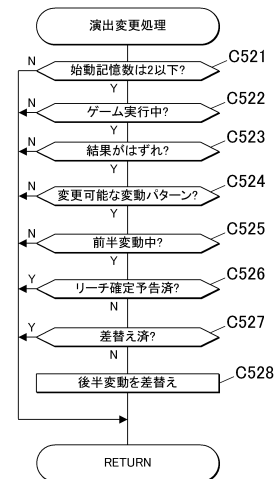 演出変更処理
C521
N
始動記憶数は2以下?
Y
C522
N
ゲーム実行中?
Y
C523
N
結果がはずれ?
Y
C524
N
変更可能な変動パターン?
Y
C525
N
前半変動中?
Y
C526
Y
リーチ確定予告済?
N
C527
Y
差替え済?
N
C528
後半変動を差替え
RETURN